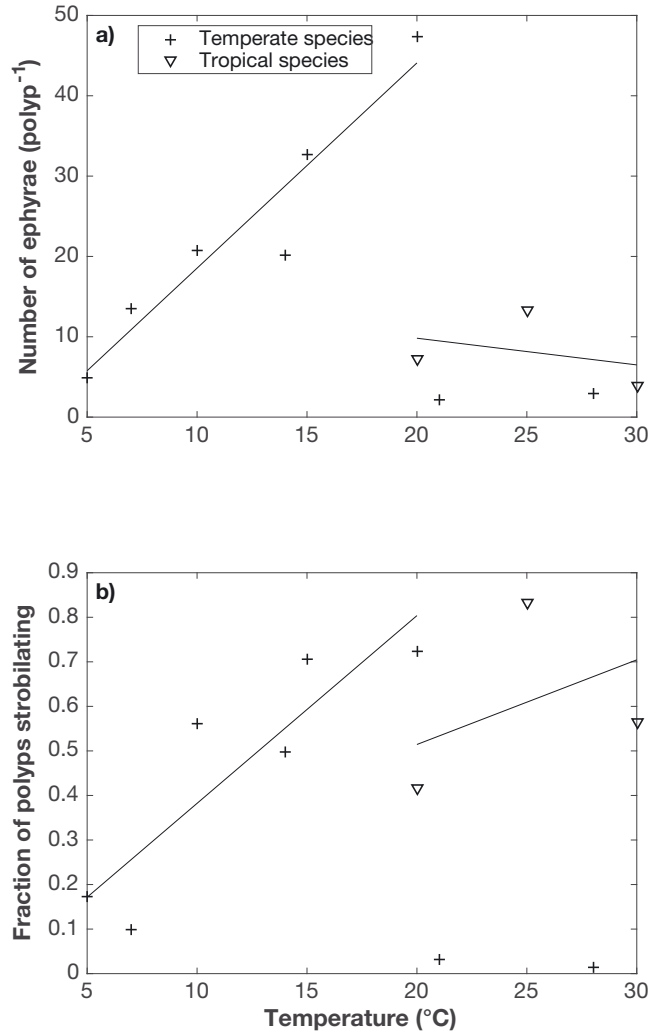 a)
Temperate species
Tropical species
Number of ephyrae (polyp⁻¹)
50
40
30
20
10
0
5 10 15 20 25 30
b)
Fraction of polyps strobilating
0.9
0.8
0.7
0.6
0.5
0.4
0.3
0.2
0.1
0
5 10 15 20 25 30
Temperature (°C)